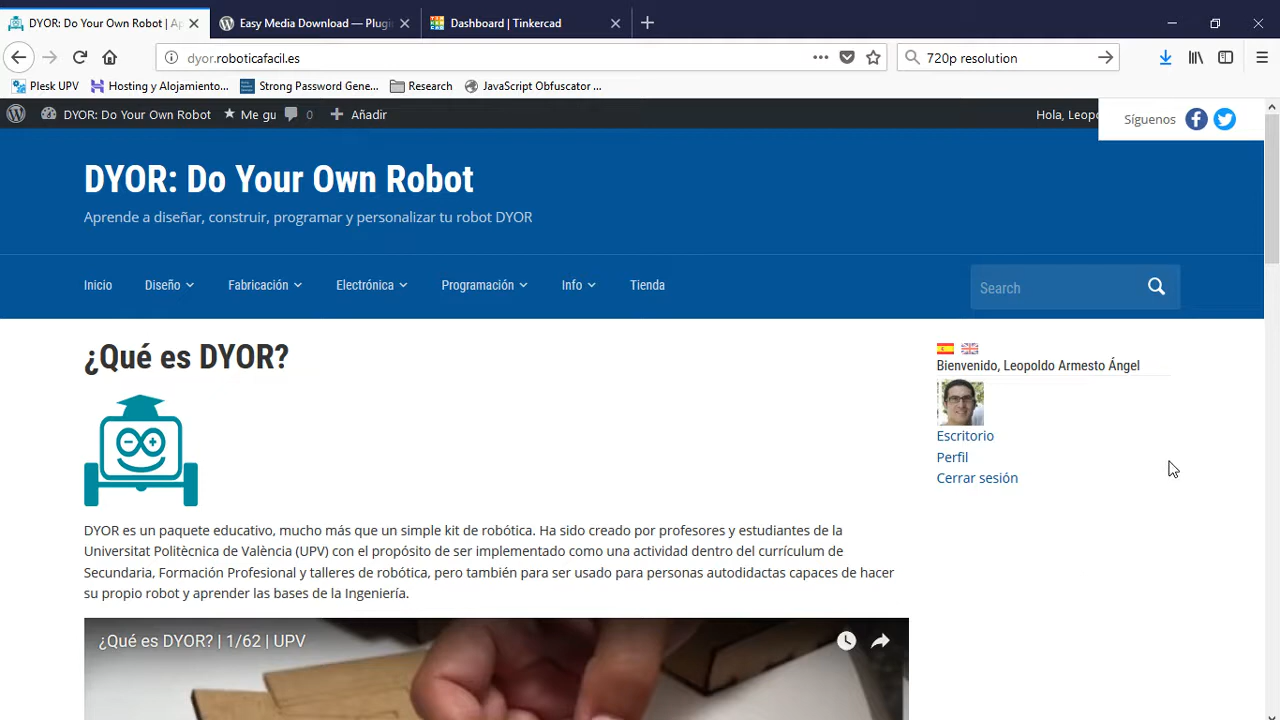 DYOR: Do Your Own Robot | Ap
Easy Media Download — Plugin
Dashboard | Tinkercad
dyor.roboticafacil.es
720p resolution
Plesk UPV
Hosting y Alojamiento...
Strong Password Gene...
Research
JavaScript Obfuscator ...
DYOR: Do Your Own Robot
Me gu
0
Añadir
Hola, Leopo
Síguenos
DYOR: Do Your Own Robot
Aprende a diseñar, construir, programar y personalizar tu robot DYOR
Inicio
Diseño
Fabricación
Electrónica
Programación
Info
Tienda
Search
¿Qué es DYOR?
Bienvenido, Leopoldo Armesto Ángel
Escritorio
Perfil
Cerrar sesión
DYOR es un paquete educativo, mucho más que un simple kit de robótica. Ha sido creado por profesores y estudiantes de la
Universitat Politècnica de València (UPV) con el propósito de ser implementado como una actividad dentro del currículum de
Secundaria, Formación Profesional y talleres de robótica, pero también para ser usado para personas autodidactas capaces de hacer
su propio robot y aprender las bases de la Ingeniería.
¿Qué es DYOR? | 1/62 | UPV